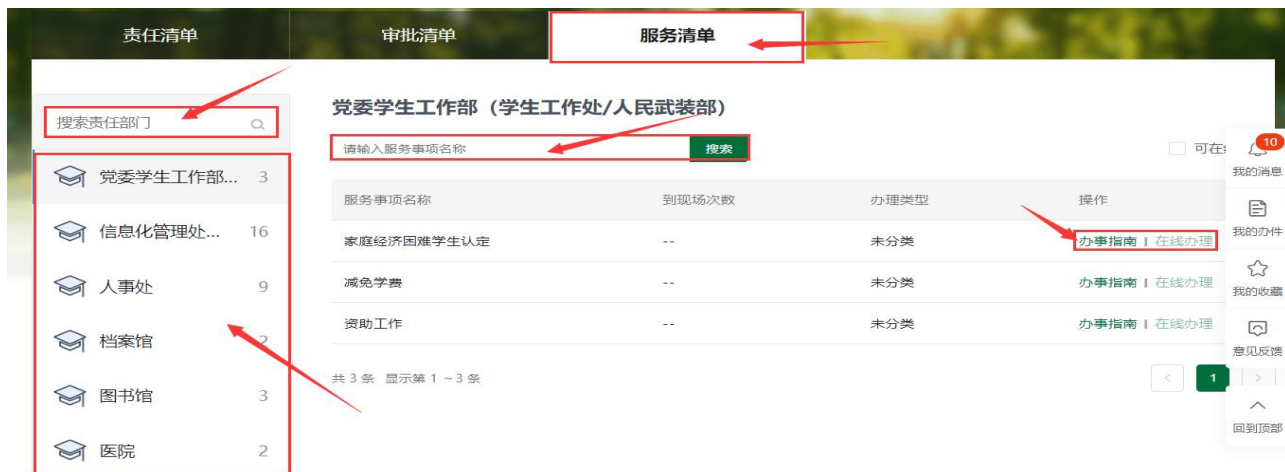 责任清单 审批清单 服务清单
搜索责任部门
党委学生工作部... 3
信息化管理处... 16
人事处 9
档案馆 2
图书馆 3
医院 2
党委学生工作部（学生工作处/人民武装部）
请输入服务事项名称 搜索
可在
服务事项名称 到现场次数 办理类型 操作
家庭经济困难学生认定 -- 未分类 办事指南 | 在线办理
减免学费 -- 未分类 办事指南 | 在线办理
资助工作 -- 未分类 办事指南 | 在线办理
共 3 条 显示第 1 ~ 3 条
< 1 >
10
我的消息
我的办件
我的收藏
意见反馈
回到顶部